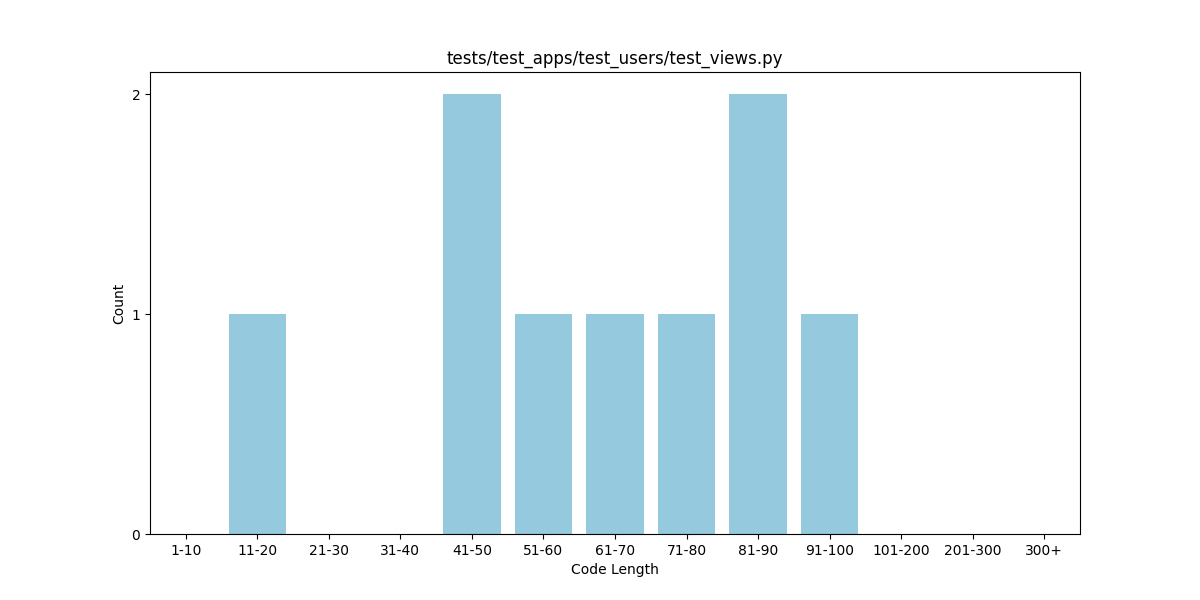 tests/test_apps/test_users/test_views.py
Count
2
1
0
1-10 11-20 21-30 31-40 41-50 51-60 61-70 71-80 81-90 91-100 101-200 201-300 300+
Code Length